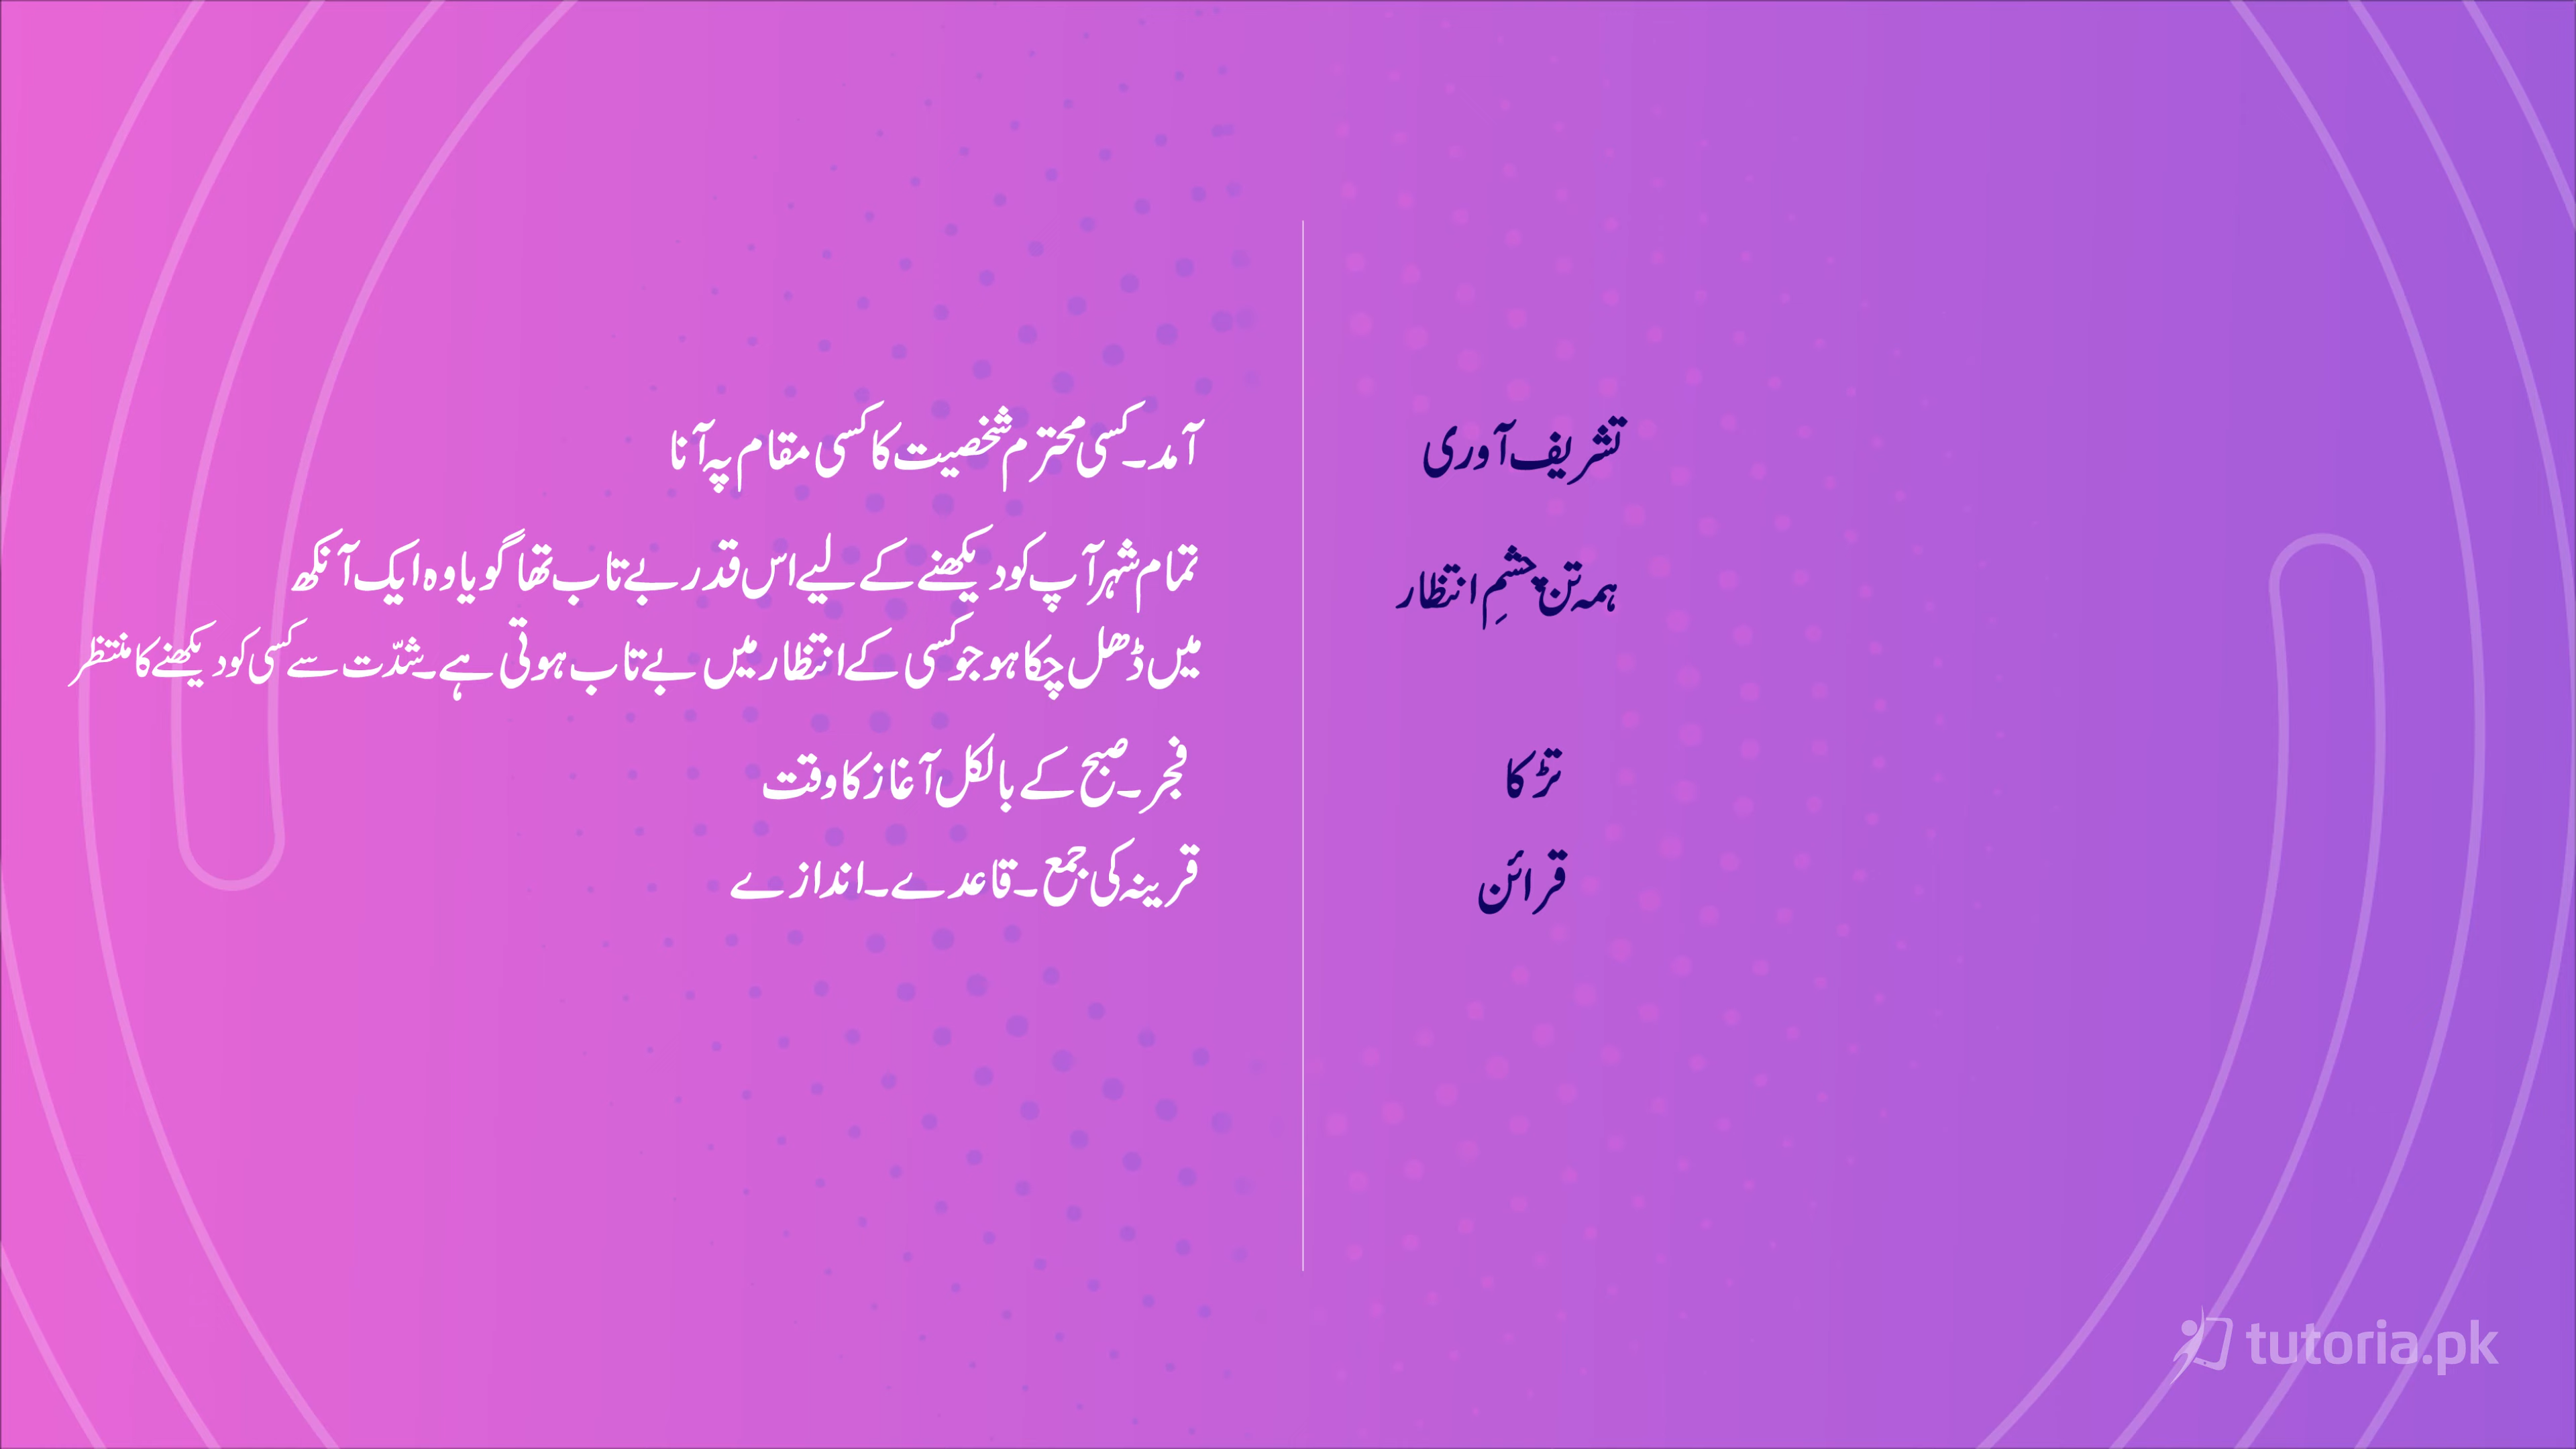 تشریف آوری
آمد۔ کسی محترم شخصیت کا کسی مقام پہ آنا
ہمہ تن چشمِ انتظار
تمام شہر آپ کو دیکھنے کے لیے اس قدر بے تاب تھا گویا وہ ایک آنکھ
میں ڈھل چکا ہو جو کسی کے انتظار میں بے تاب ہوتی ہے۔ شدّت سے کسی کو دیکھنے کا منتظر
تڑکا
فجر۔ صبح کے بالکل آغاز کا وقت
قرائن
قرینہ کی جمع۔ قاعدے۔ اندازے
tutoria.pk